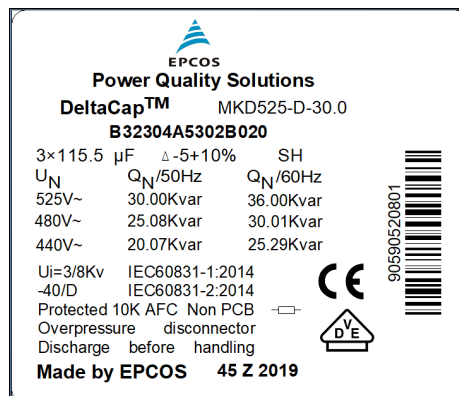 EPCOS
Power Quality Solutions
DeltaCap™ MKD525-D-30.0
B32304A5302B020
3×115.5 µF Δ-5+10% SH
UN QN/50Hz QN/60Hz
525V~ 30.00Kvar 36.00Kvar
480V~ 25.08Kvar 30.01Kvar
440V~ 20.07Kvar 25.29Kvar
Ui=3/8Kv IEC60831-1:2014
-40/D IEC60831-2:2014
Protected 10K AFC Non PCB
Overpressure disconnector
Discharge before handling
Made by EPCOS 45 Z 2019
90590520801
CE
DVE